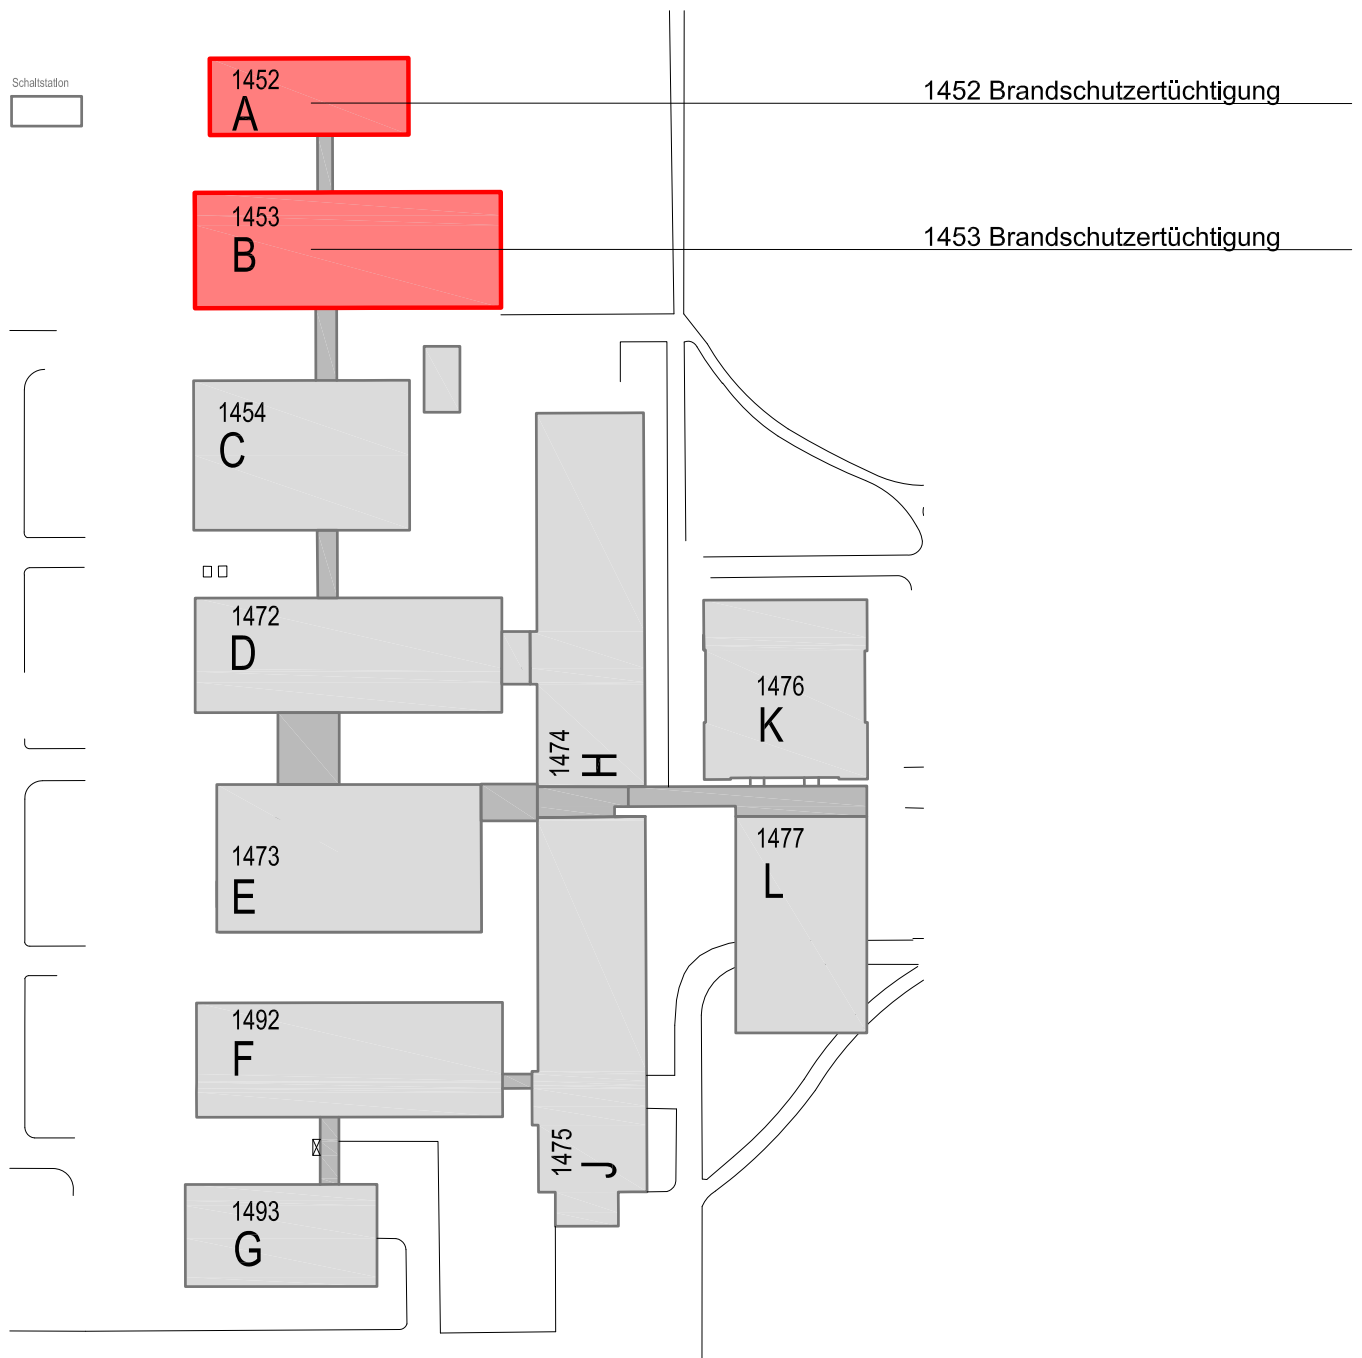 Schaltstation
1452
A
1452 Brandschutzertüchtigung
1453
B
1453 Brandschutzertüchtigung
1454
C
1472
D
1474
H
1476
K
1473
E
1477
L
1492
F
1475
J
1493
G